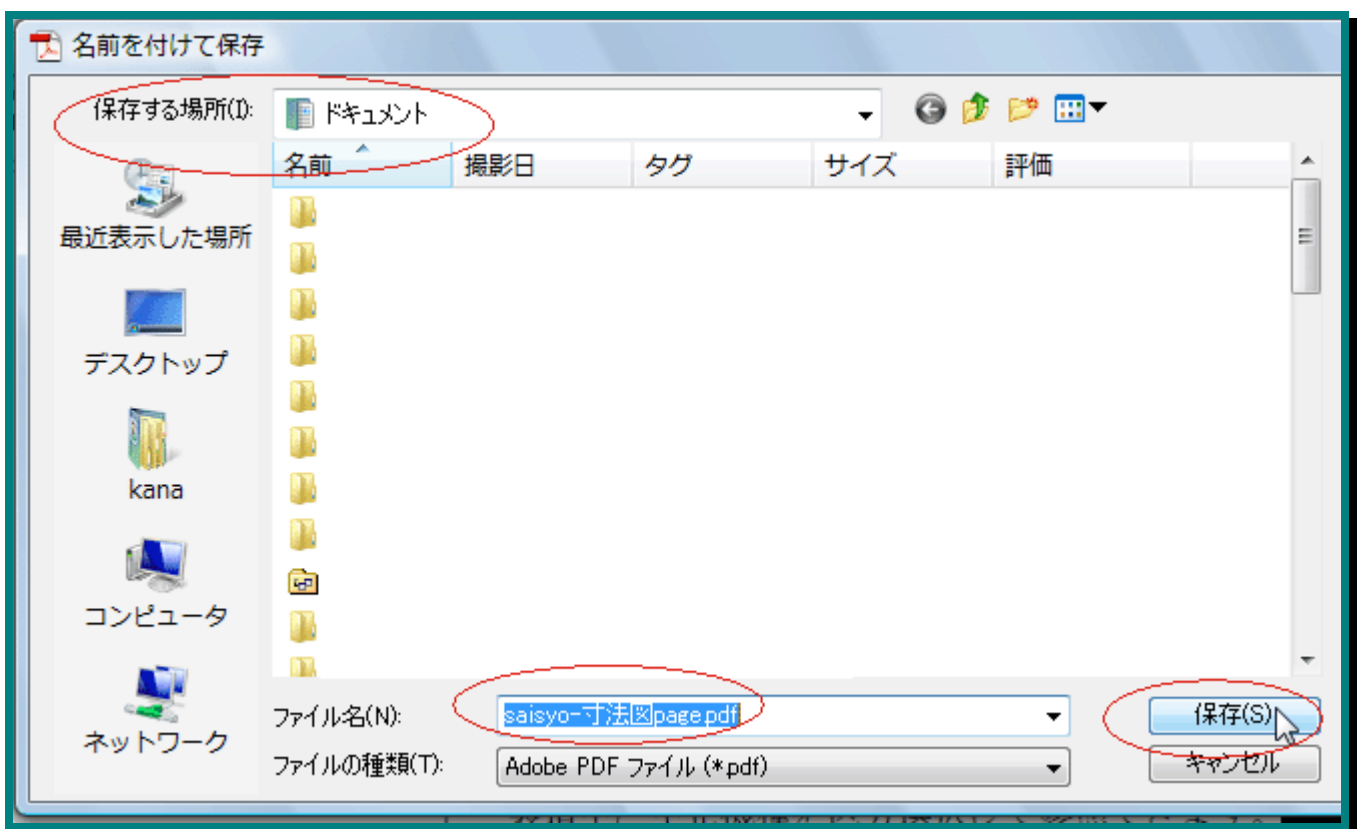 名前を付けて保存
保存する場所(I):
ドキュメント
名前 撮影日 タグ サイズ 評価
最近表示した場所
デスクトップ
kana
コンピュータ
ネットワーク
ファイル名(N):
saisyo-寸法図page.pdf
保存(S)
ファイルの種類(T):
Adobe PDF ファイル (*.pdf)
キャンセル